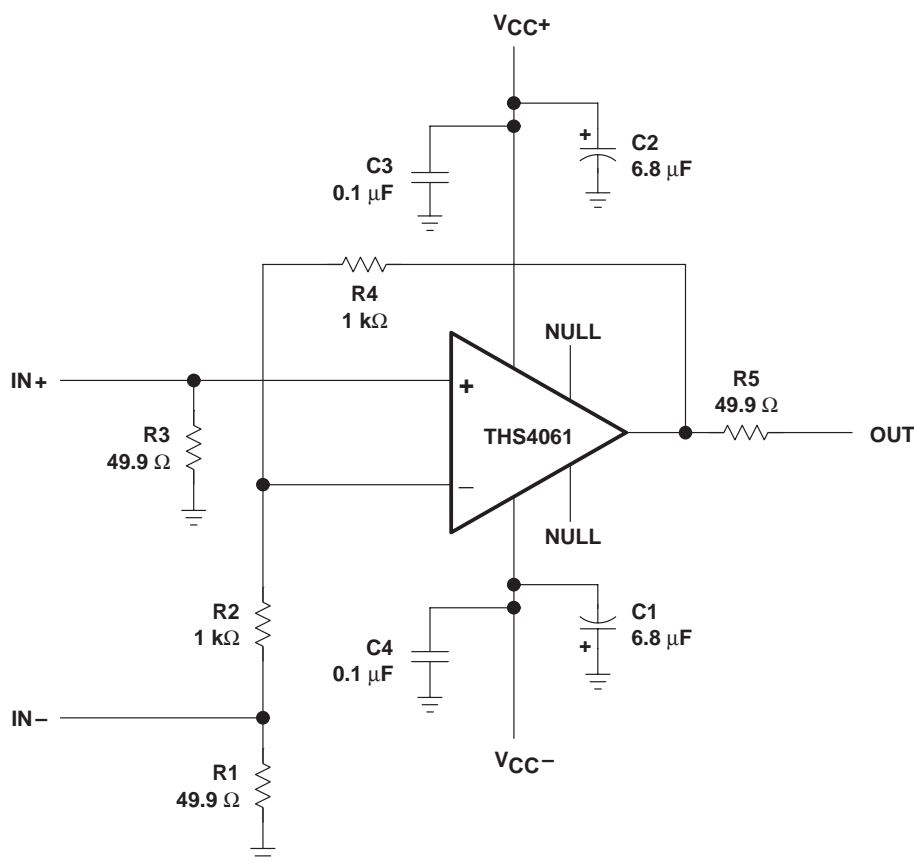 VCC+
C3
0.1 μF
+
C2
6.8 μF
R4
1 kΩ
NULL
IN+
+
R5
49.9 Ω
R3
49.9 Ω
THS4061
OUT
−
NULL
R2
1 kΩ
C4
0.1 μF
C1
6.8 μF
+
IN−
VCC−
R1
49.9 Ω